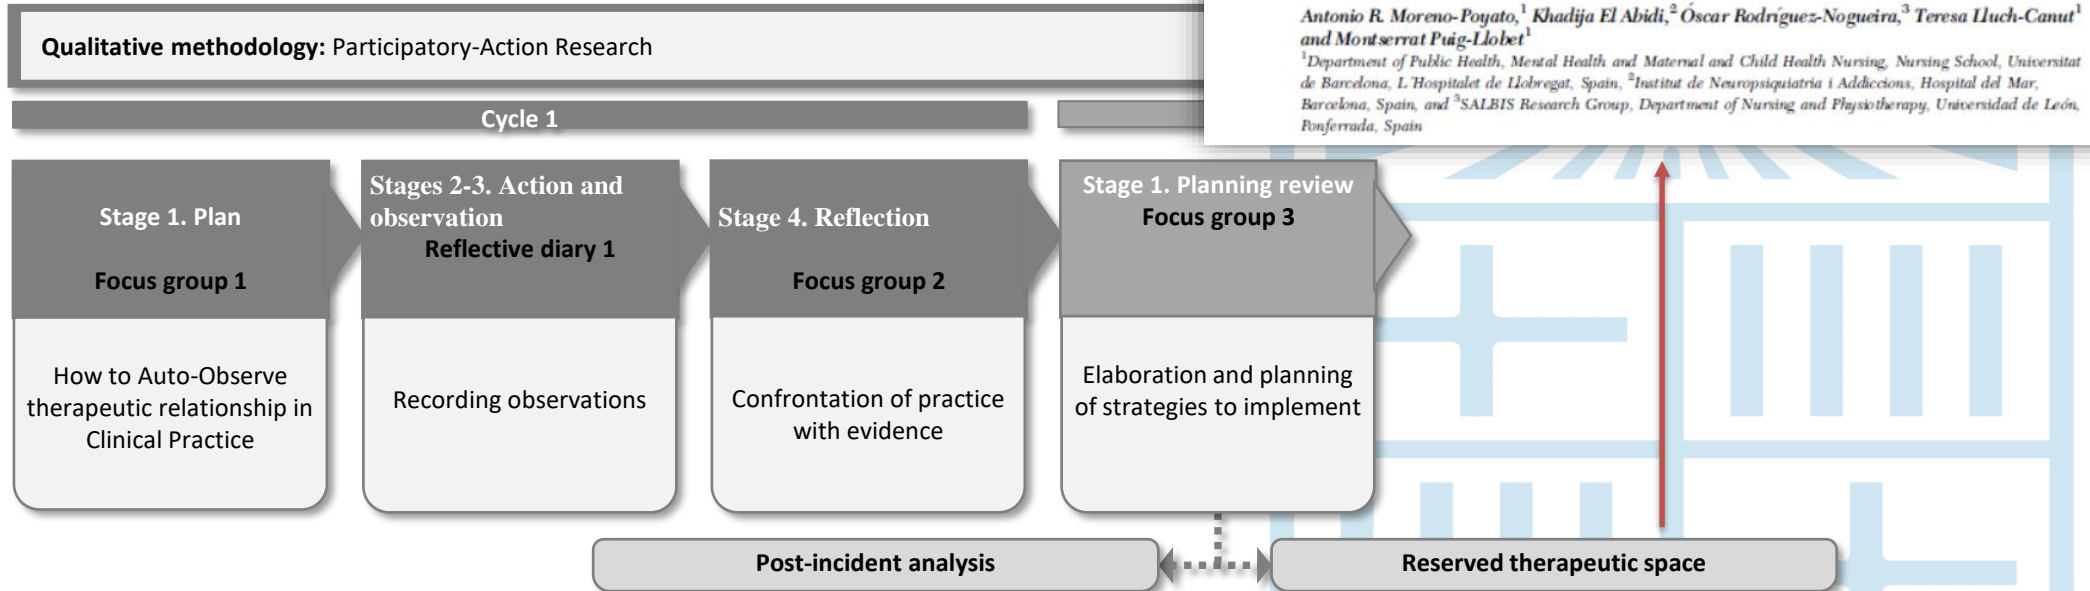 Qualitative methodology: Participatory-Action Research
Antonio R. Moreno-Poyato,¹ Khadija El Abidi,² Óscar Rodríguez-Nogueira,³ Teresa Lluch-Canut¹
and Montserrat Puig-Llobet¹
¹Department of Public Health, Mental Health and Maternal and Child Health Nursing, Nursing School, Universitat
de Barcelona, L'Hospitalet de Llobregat, Spain, ²Institut de Neuropsiquiatria i Addiccions, Hospital del Mar,
Barcelona, Spain, and ³SALBIS Research Group, Department of Nursing and Physiotherapy, Universidad de León,
Ponferrada, Spain
Cycle 1
Stage 1. Plan
Focus group 1
How to Auto-Observe
therapeutic relationship in
Clinical Practice
Stages 2-3. Action and
observation
Reflective diary 1
Recording observations
Stage 4. Reflection
Focus group 2
Confrontation of practice
with evidence
Stage 1. Planning review
Focus group 3
Elaboration and planning
of strategies to implement
Post-incident analysis
Reserved therapeutic space